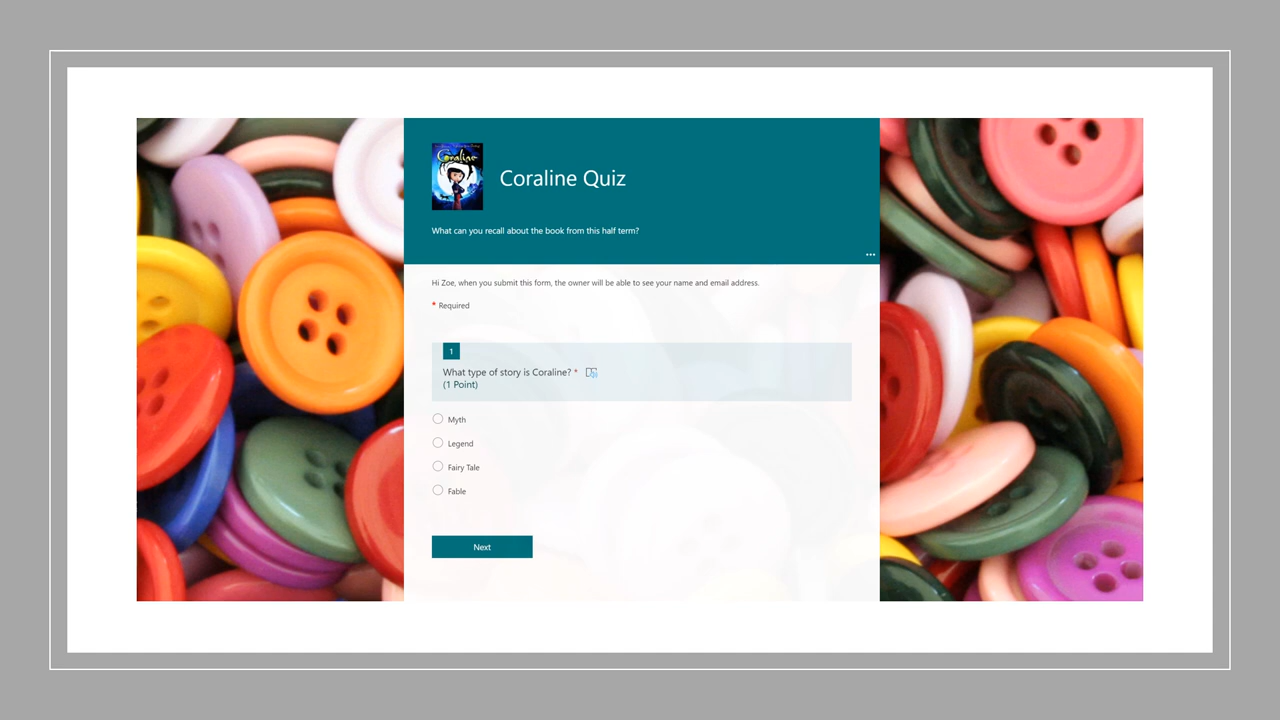 Coraline
Coraline Quiz
What can you recall about the book from this half term?
Hi Zoe, when you submit this form, the owner will be able to see your name and email address.
* Required
1
What type of story is Coraline? *
(1 Point)
Myth
Legend
Fairy Tale
Fable
Next